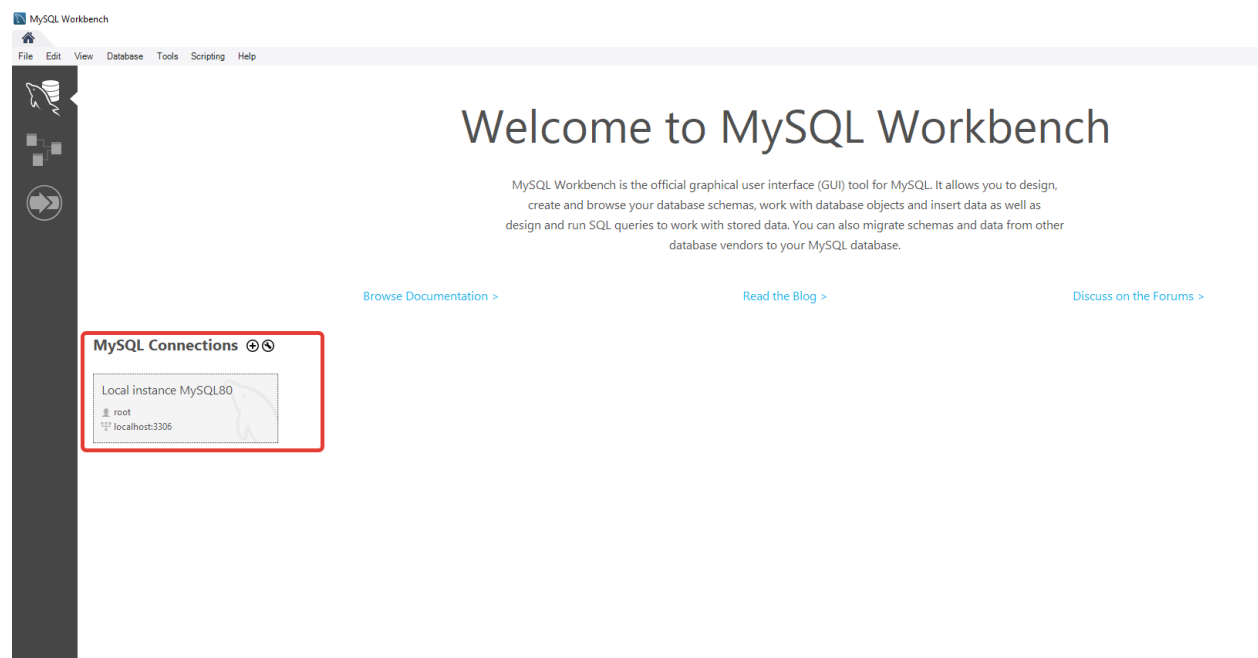 MySQL Workbench
File Edit View Database Tools Scripting Help
Welcome to MySQL Workbench
MySQL Workbench is the official graphical user interface (GUI) tool for MySQL. It allows you to design,
create and browse your database schemas, work with database objects and insert data as well as
design and run SQL queries to work with stored data. You can also migrate schemas and data from other
database vendors to your MySQL database.
Browse Documentation > Read the Blog > Discuss on the Forums >
MySQL Connections
Local instance MySQL80
root
localhost:3306